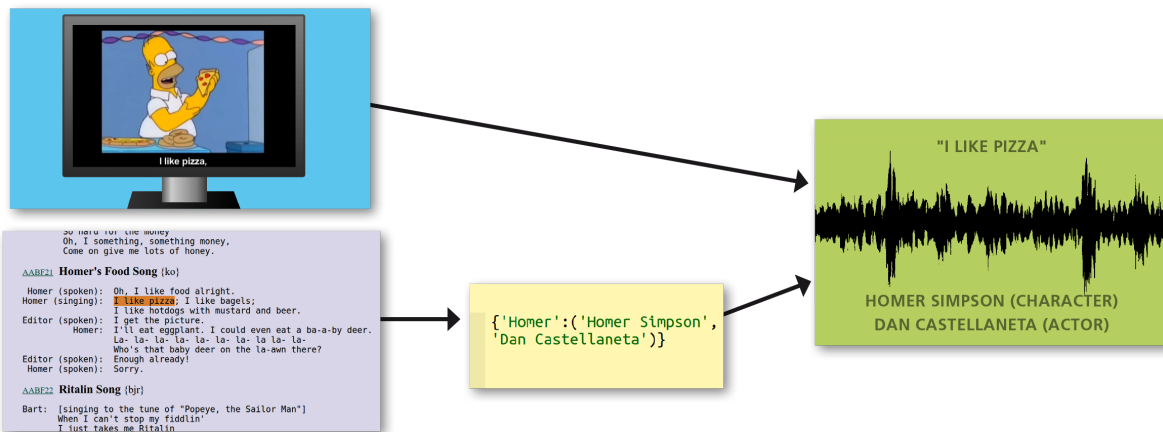 I like pizza,
So hard for the money
Oh, I something, something money,
Come on give me lots of honey.
AABF21 Homer's Food Song {ko}
Homer (spoken): Oh, I like food alright.
Homer (singing): I like pizza; I like bagels;
I like hotdogs with mustard and beer.
Editor (spoken): I get the picture.
Homer: I'll eat eggplant. I could even eat a ba-a-by deer.
La- la- la- la- la- la- la- la- la- la-
Who's that baby deer on the la-awn there?
Editor (spoken): Enough already!
Homer (spoken): Sorry.
AABF22 Ritalin Song {bjr}
Bart: [singing to the tune of "Popeye, the Sailor Man"]
When I can't stop my fiddlin'
I just takes me Ritalin
{'Homer':('Homer Simpson',
'Dan Castellaneta')}
"I LIKE PIZZA"
HOMER SIMPSON (CHARACTER)
DAN CASTELLANETA (ACTOR)